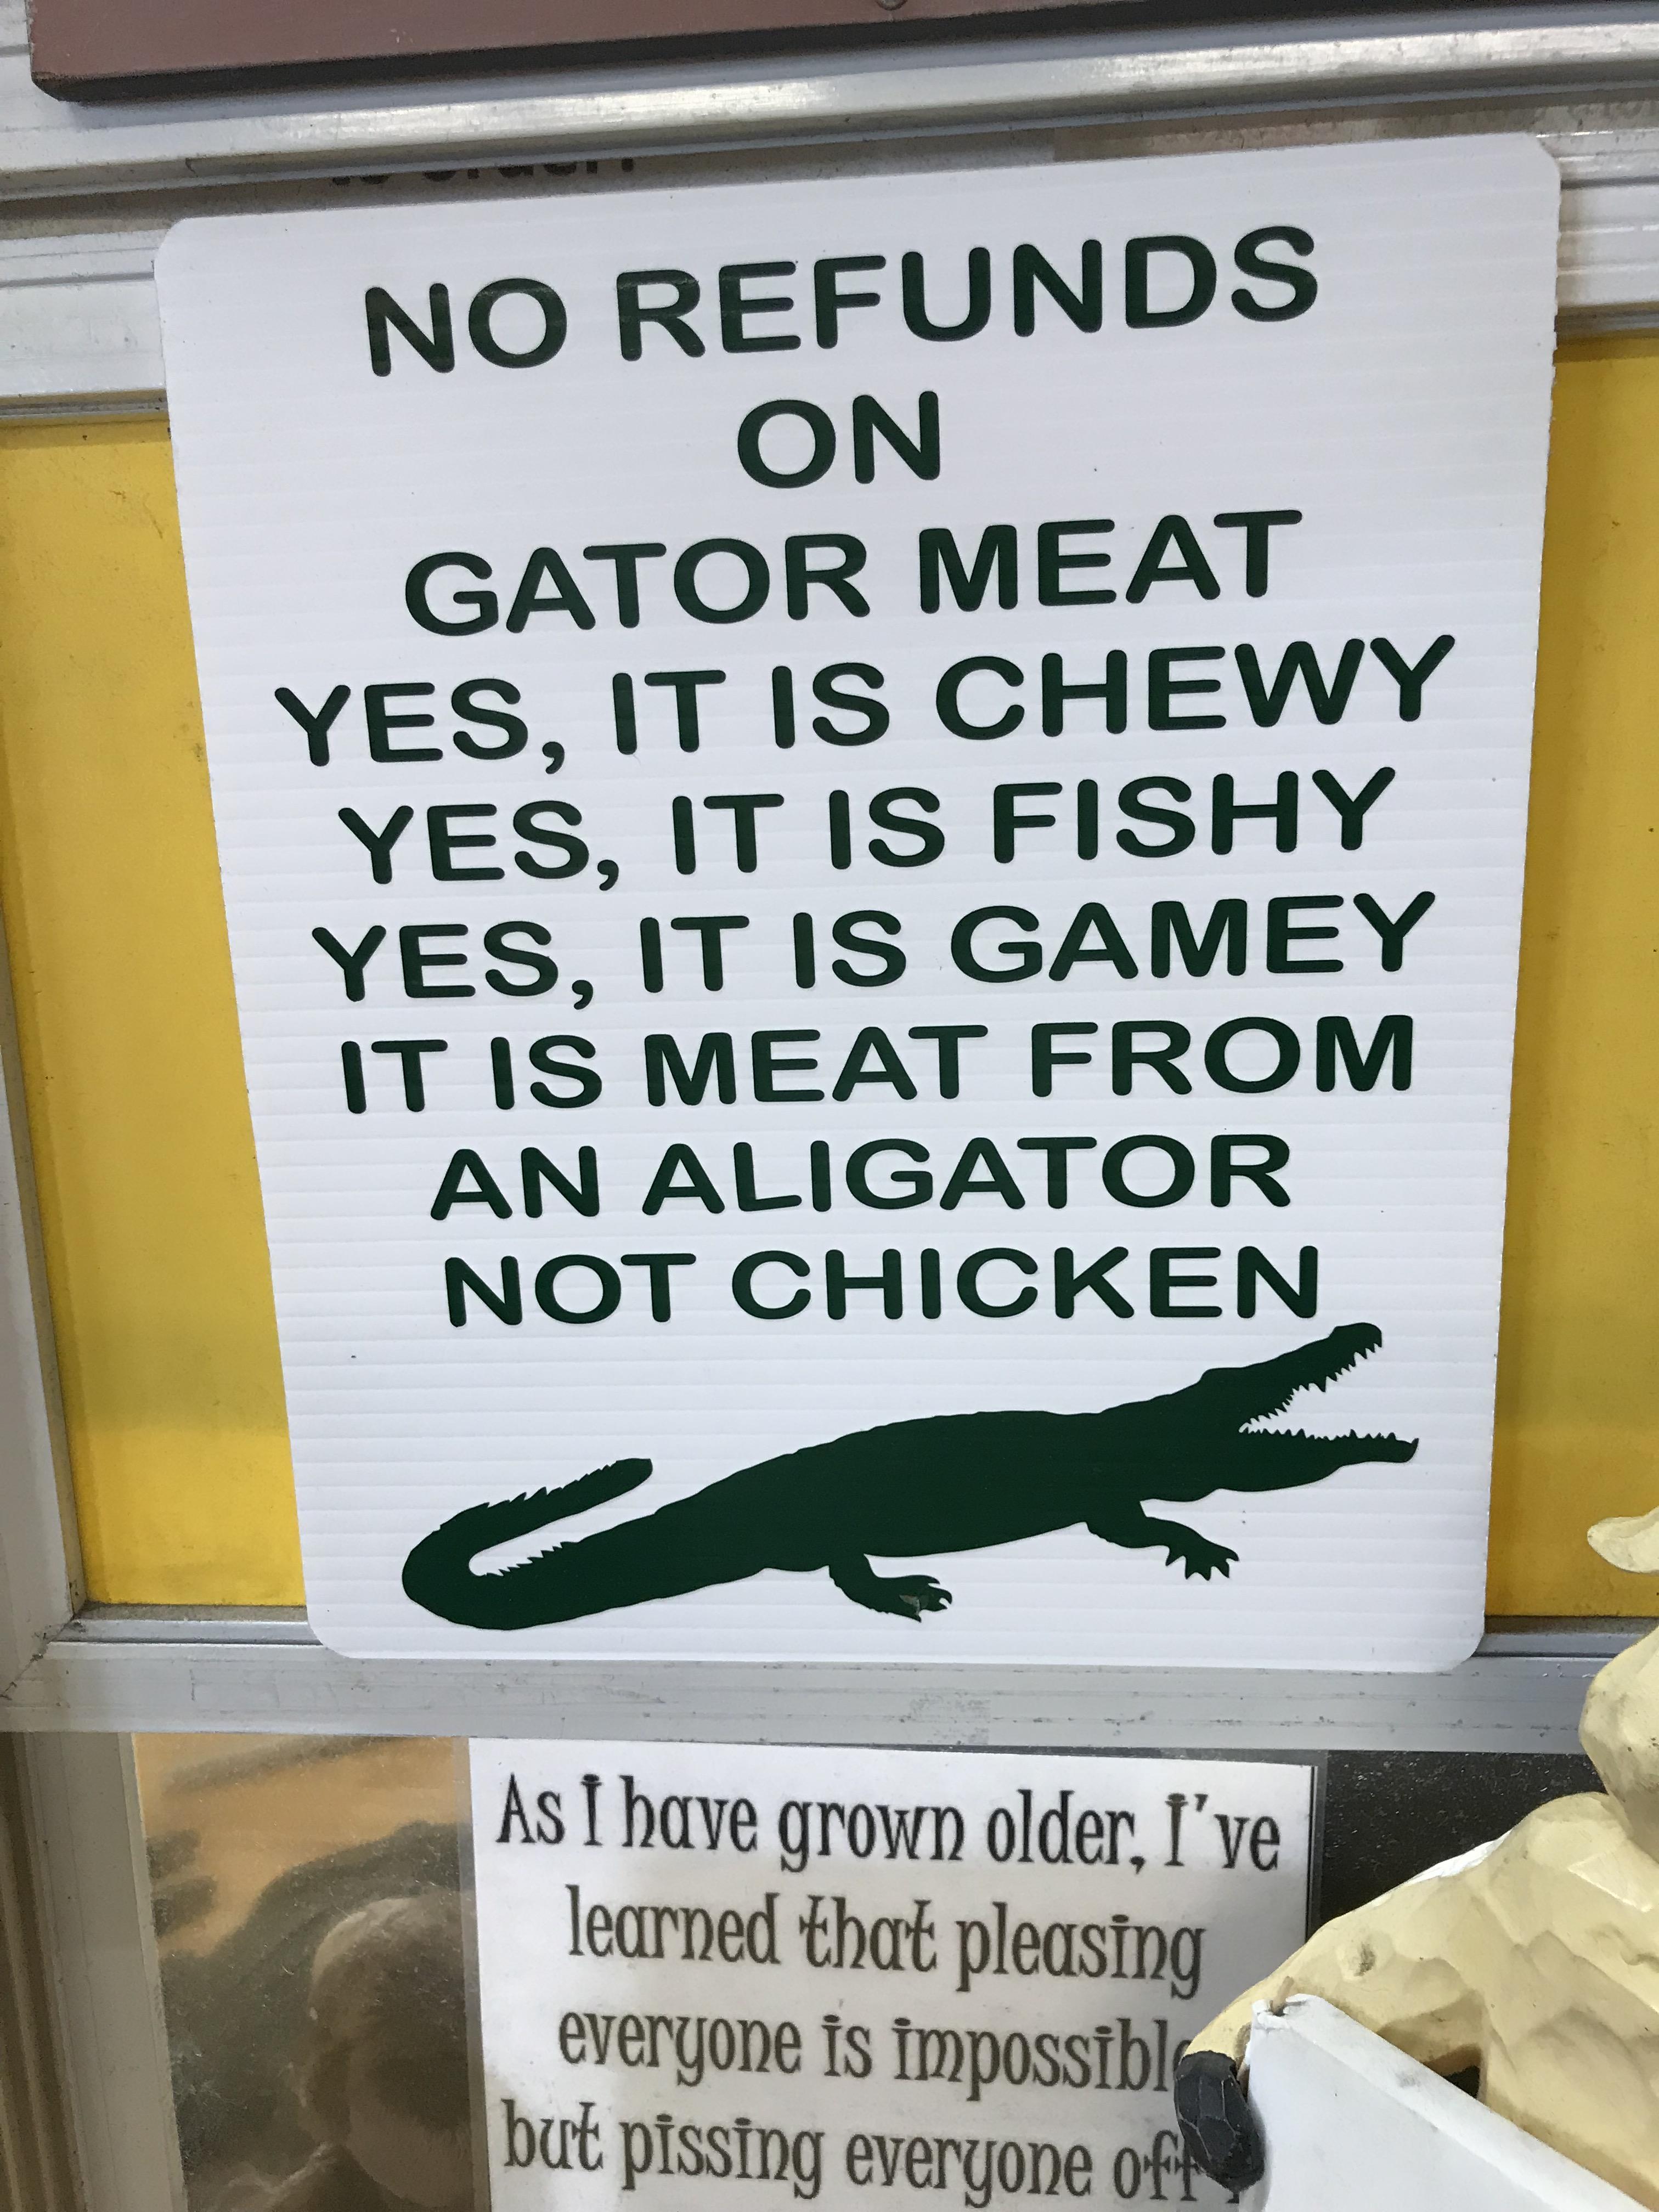 NO REFUNDS
ON
GATOR MEAT
YES, IT IS CHEWY
YES, IT IS FISHY
YES, IT IS GAMEY
IT IS MEAT FROM
AN ALIGATOR
NOT CHICKEN
As I have grown older, I've
learned that pleasing
everyone is impossible
but pissing everyone off